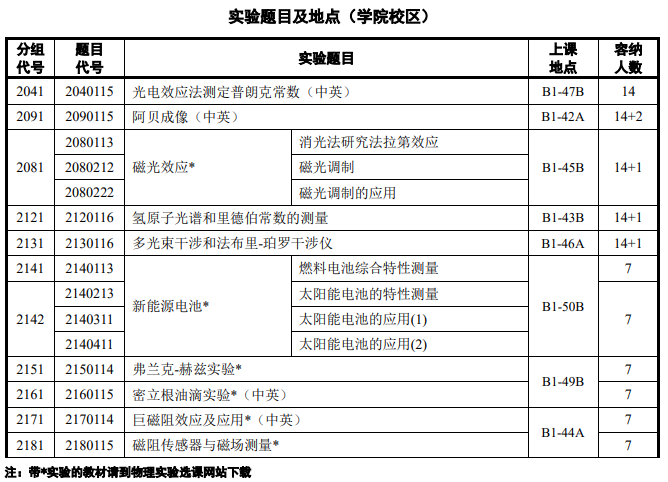 实验题目及地点（学院校区）
分组代号 题目代号 实验题目 上课地点 容纳人数
2041 2040115 光电效应法测定普朗克常数（中英） B1-47B 14
2091 2090115 阿贝成像（中英） B1-42A 14+2
2081 2080113 磁光效应* 消光法研究法拉第效应 B1-45B 14+1
2080212 磁光调制
2080222 磁光调制的应用
2121 2120116 氢原子光谱和里德伯常数的测量 B1-43B 14+1
2131 2130116 多光束干涉和法布里-珀罗干涉仪 B1-46A 14+1
2141 2140113 新能源电池* 燃料电池综合特性测量 B1-50B 7
2142 2140213 太阳能电池的特性测量 7
2140311 太阳能电池的应用(1)
2140411 太阳能电池的应用(2)
2151 2150114 弗兰克-赫兹实验* B1-49B 7
2161 2160115 密立根油滴实验*（中英） 7
2171 2170114 巨磁阻效应及应用*（中英） B1-44A 7
2181 2180115 磁阻传感器与磁场测量* 7
注：带*实验的教材请到物理实验选课网站下载